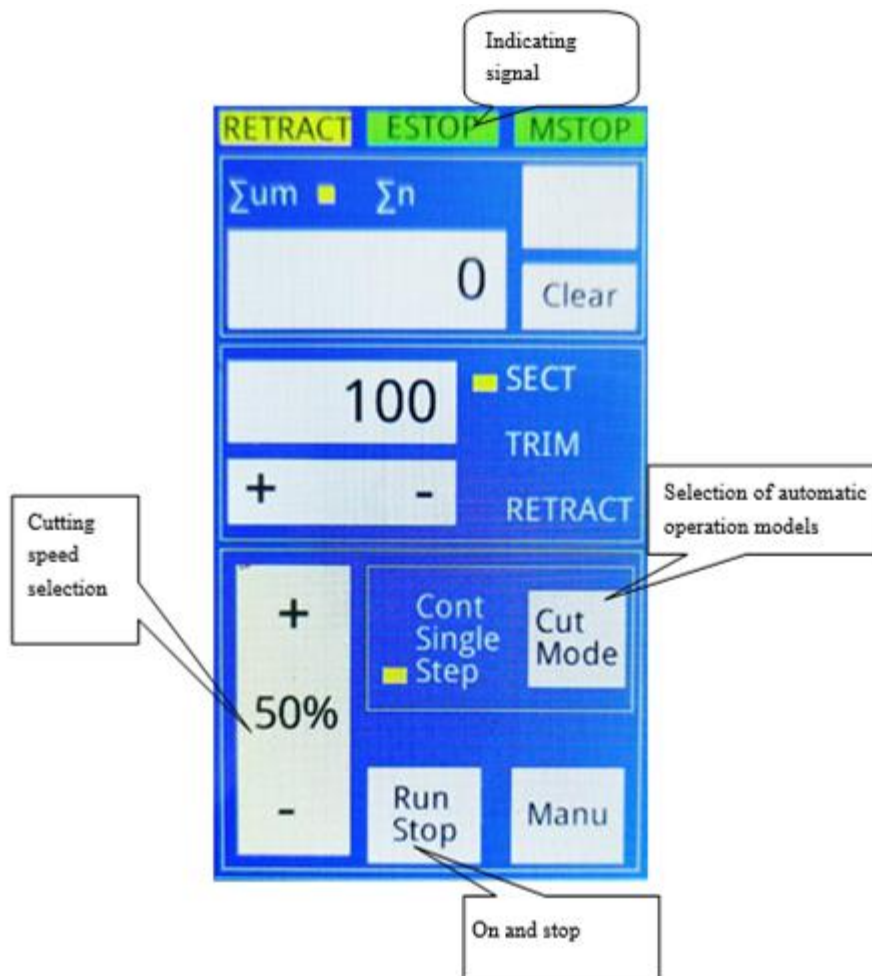 Indicating
signal
RETRACT ESTOP MSTOP
∑um ∑n
0
Clear
100
SECT
TRIM
+ -
RETRACT
Selection of automatic
operation models
Cutting
speed
selection
+
50%
-
Cont
Single
Step
Cut
Mode
Run
Stop
Manu
On and stop